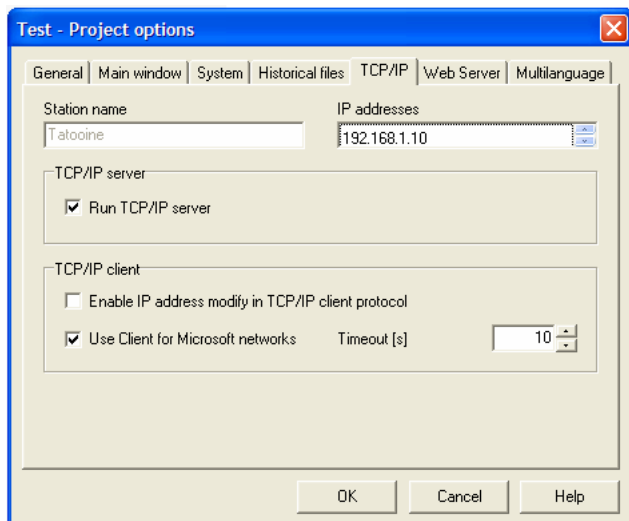 Test - Project options
General Main window System Historical files TCP/IP Web Server Multilanguage
Station name IP addresses
Tatooine 192.168.1.10
TCP/IP server
Run TCP/IP server
TCP/IP client
Enable IP address modify in TCP/IP client protocol
Use Client for Microsoft networks Timeout [s] 10
OK Cancel Help